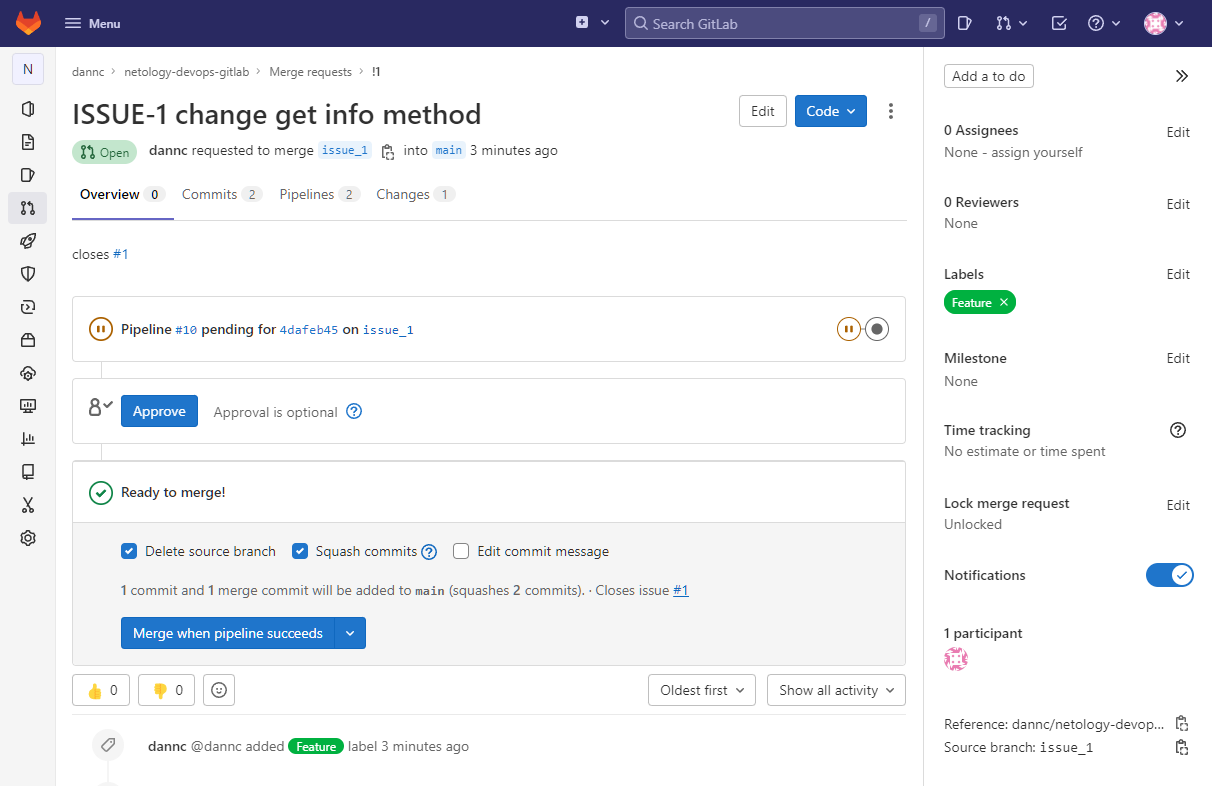 Menu
Search GitLab
/
N
dannc > netology-devops-gitlab > Merge requests > !1
ISSUE-1 change get info method
Edit
Code
Open
dannc requested to merge issue_1 into main 3 minutes ago
Overview 0
Commits 2
Pipelines 2
Changes 1
closes #1
Pipeline #10 pending for 4dafeb45 on issue_1
Approve
Approval is optional
Ready to merge!
Delete source branch
Squash commits
Edit commit message
1 commit and 1 merge commit will be added to main (squashes 2 commits). · Closes issue #1
Merge when pipeline succeeds
👍 0
👎 0
Oldest first
Show all activity
dannc @dannc added Feature label 3 minutes ago
Add a to do
0 Assignees
Edit
None - assign yourself
0 Reviewers
Edit
None
Labels
Edit
Feature ×
Milestone
Edit
None
Time tracking
No estimate or time spent
Lock merge request
Edit
Unlocked
Notifications
1 participant
Reference: dannc/netology-devop...
Source branch: issue_1